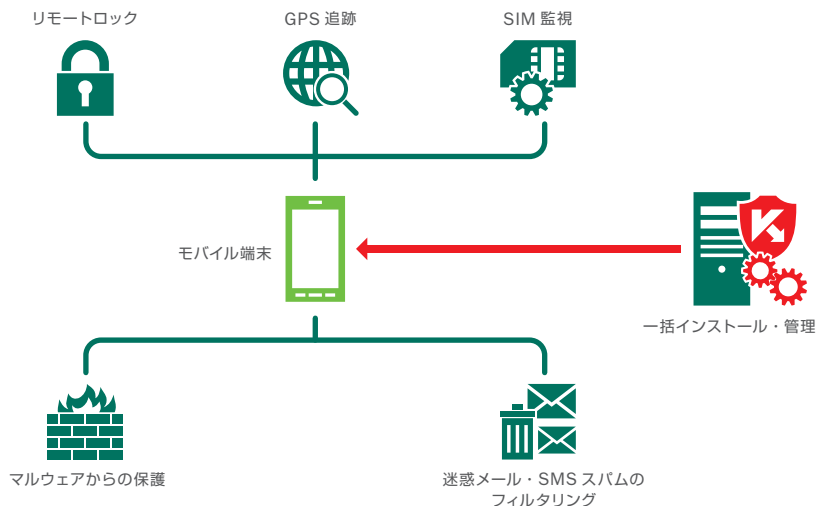 リモートロック
GPS 追跡
SIM 監視
モバイル端末
一括インストール・管理
マルウェアからの保護
迷惑メール・SMS スパムの
フィルタリング